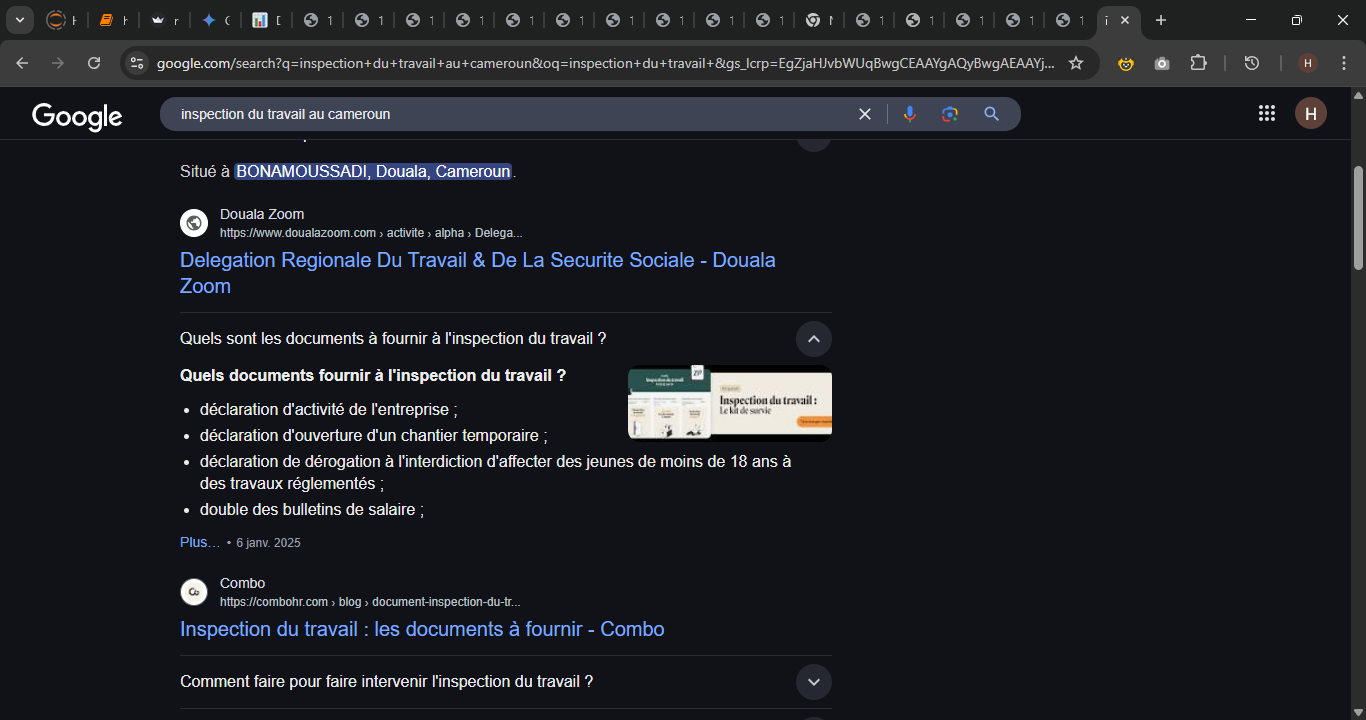 google.com/search?q=inspection+du+travail+au+cameroun&oq=inspection+du+travail+&gs_lcrp=EgZjaHJvbWUqBwgCEAAYgAQyBwgAEAAYj...
H
Google
inspection du travail au cameroun
H
Situé à BONAMOUSSADI, Douala, Cameroun.
Douala Zoom
https://www.doualazoom.com › activite › alpha › Delega...
Delegation Regionale Du Travail & De La Securite Sociale - Douala
Zoom
Quels sont les documents à fournir à l'inspection du travail ?
Quels documents fournir à l'inspection du travail ?
Inspection du travail :
Le kit de survie
• déclaration d'activité de l'entreprise ;
• déclaration d'ouverture d'un chantier temporaire ;
• déclaration de dérogation à l'interdiction d'affecter des jeunes de moins de 18 ans à
des travaux réglementés ;
• double des bulletins de salaire ;
Plus... • 6 janv. 2025
Co
Combo
https://combohr.com › blog › document-inspection-du-tr...
Inspection du travail : les documents à fournir - Combo
Comment faire pour faire intervenir l'inspection du travail ?